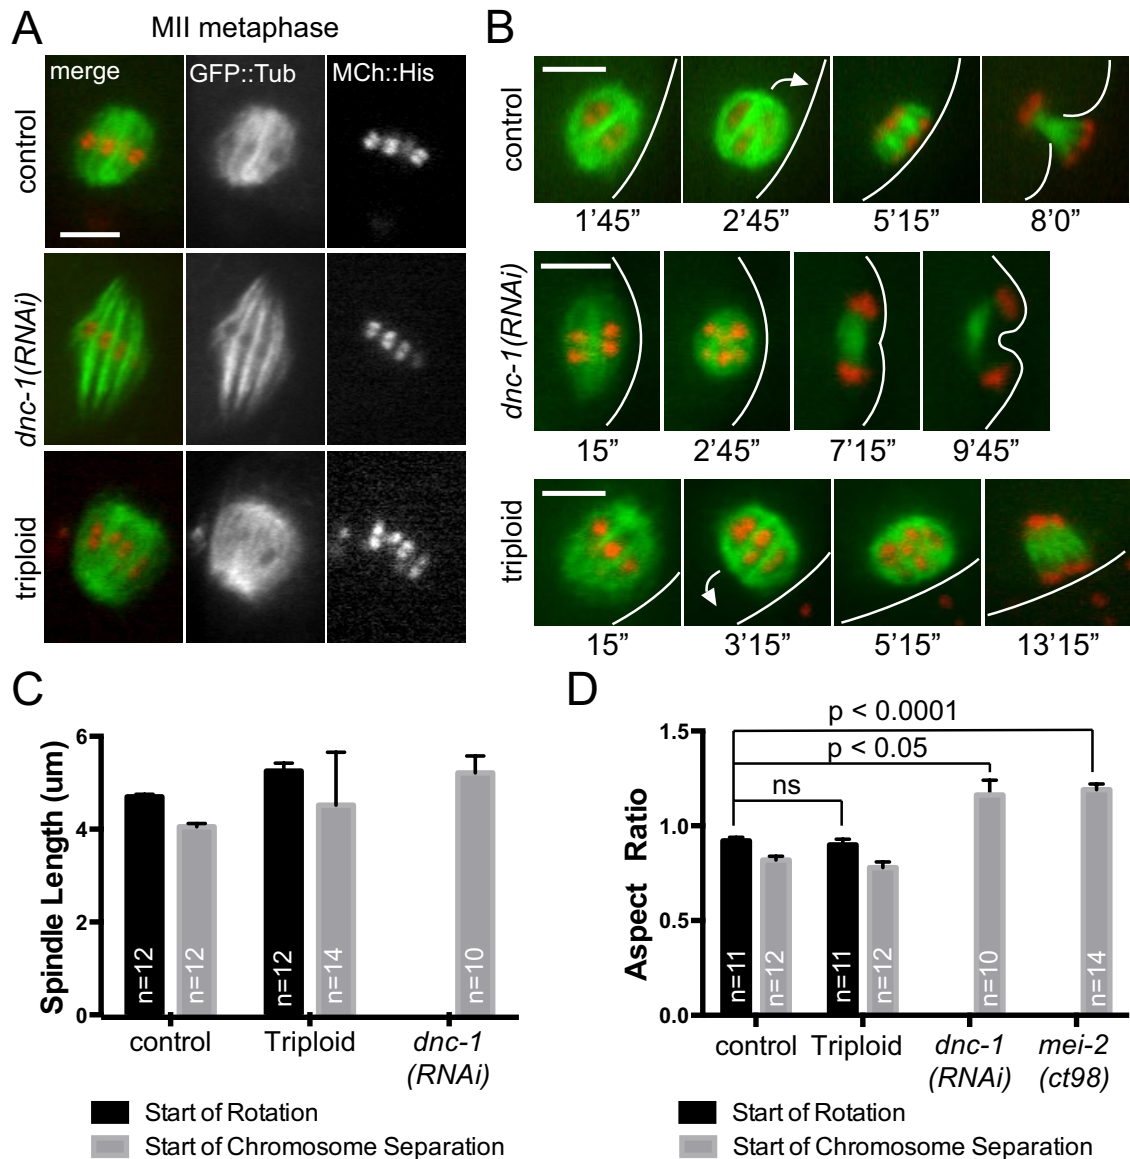 A
MII metaphase
merge
GFP::Tub
MCh::His
control
dnc-1(RNAi)
triploid
B
control
1’45”
2’45”
5’15”
8’0”
dnc-1(RNAi)
15”
2’45”
7’15”
9’45”
triploid
15”
3’15”
5’15”
13’15”
C
Spindle Length (um)
6
4
2
0
n=12
n=12
n=12
n=14
n=10
control
Triploid
dnc-1
(RNAi)
Start of Rotation
Start of Chromosome Separation
D
Aspect Ratio
1.5
1.0
0.5
0.0
p < 0.0001
p < 0.05
ns
n=11
n=12
n=11
n=12
n=10
n=14
control
Triploid
dnc-1
(RNAi)
mei-2
(ct98)
Start of Rotation
Start of Chromosome Separation